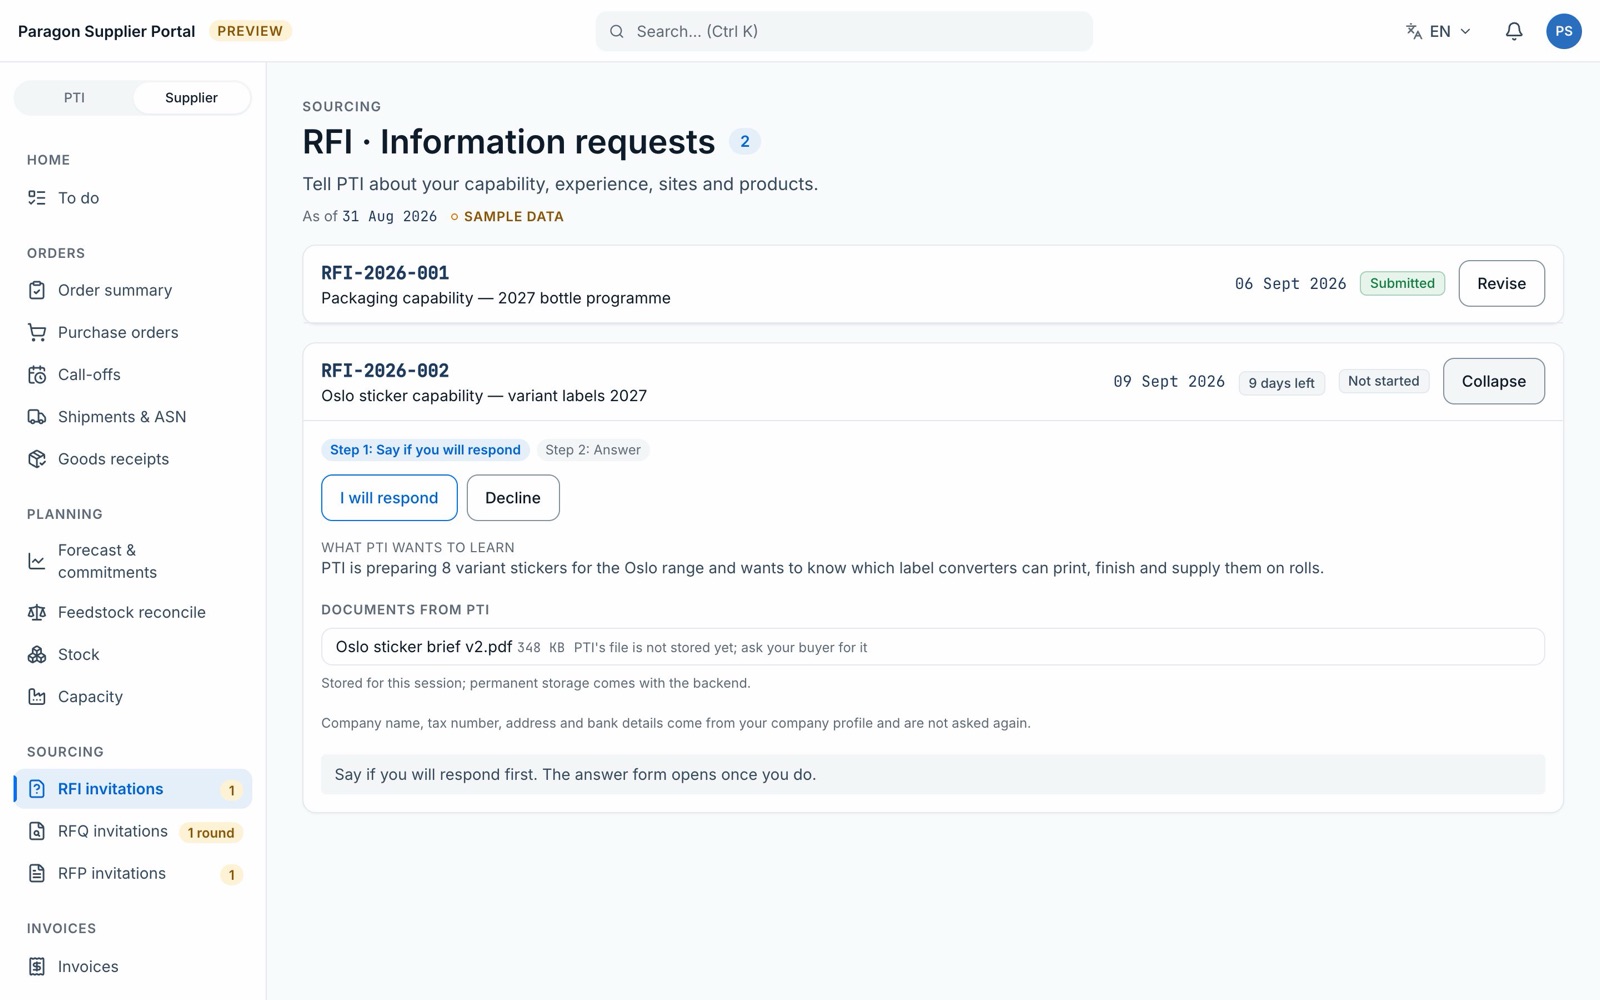 Paragon Supplier Portal PREVIEW
Search... (Ctrl K)
EN
PS
PTI Supplier
HOME
To do
ORDERS
Order summary
Purchase orders
Call-offs
Shipments & ASN
Goods receipts
PLANNING
Forecast &
commitments
Feedstock reconcile
Stock
Capacity
SOURCING
RFI invitations 1
RFQ invitations 1 round
RFP invitations 1
INVOICES
Invoices
SOURCING
RFI · Information requests 2
Tell PTI about your capability, experience, sites and products.
As of 31 Aug 2026 SAMPLE DATA
RFI-2026-001
Packaging capability — 2027 bottle programme
06 Sept 2026 Submitted Revise
RFI-2026-002
Oslo sticker capability — variant labels 2027
09 Sept 2026 9 days left Not started Collapse
Step 1: Say if you will respond Step 2: Answer
I will respond Decline
WHAT PTI WANTS TO LEARN
PTI is preparing 8 variant stickers for the Oslo range and wants to know which label converters can print, finish and supply them on rolls.
DOCUMENTS FROM PTI
Oslo sticker brief v2.pdf 348 KB PTI's file is not stored yet; ask your buyer for it
Stored for this session; permanent storage comes with the backend.
Company name, tax number, address and bank details come from your company profile and are not asked again.
Say if you will respond first. The answer form opens once you do.